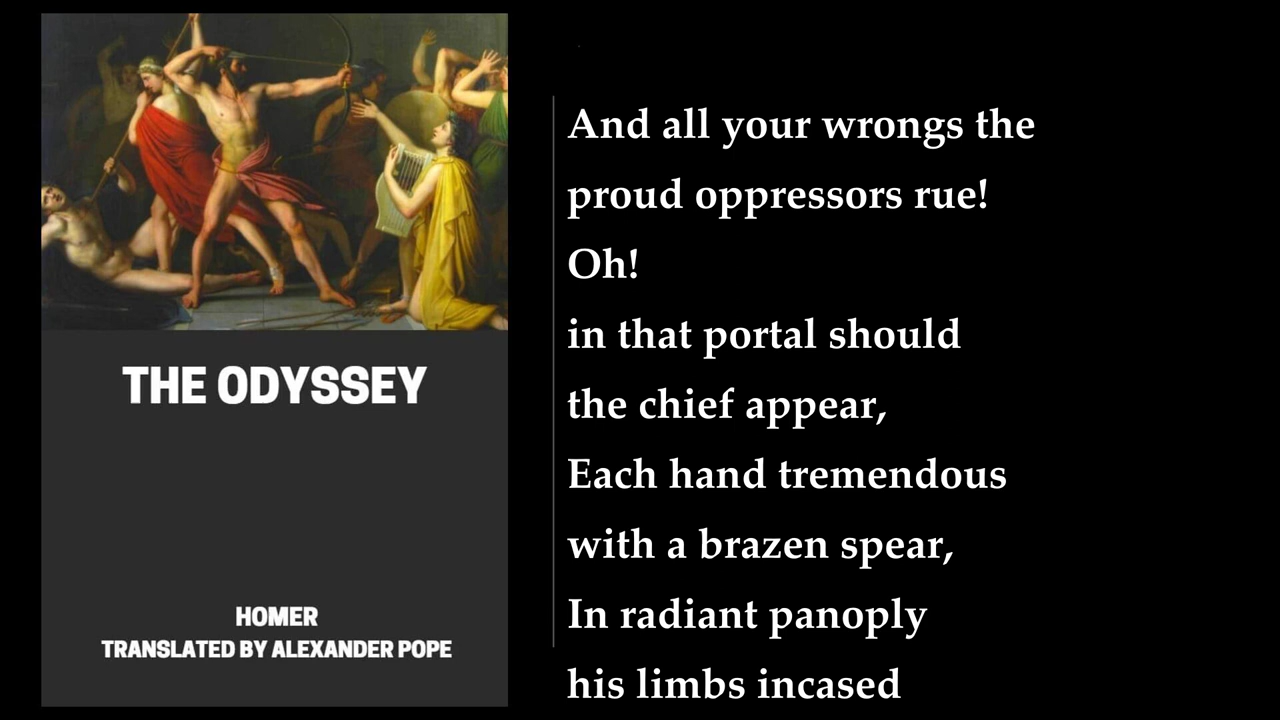 THE ODYSSEY
HOMER
TRANSLATED BY ALEXANDER POPE
And all your wrongs the
proud oppressors rue!
Oh!
in that portal should
the chief appear,
Each hand tremendous
with a brazen spear,
In radiant panoply
his limbs incased